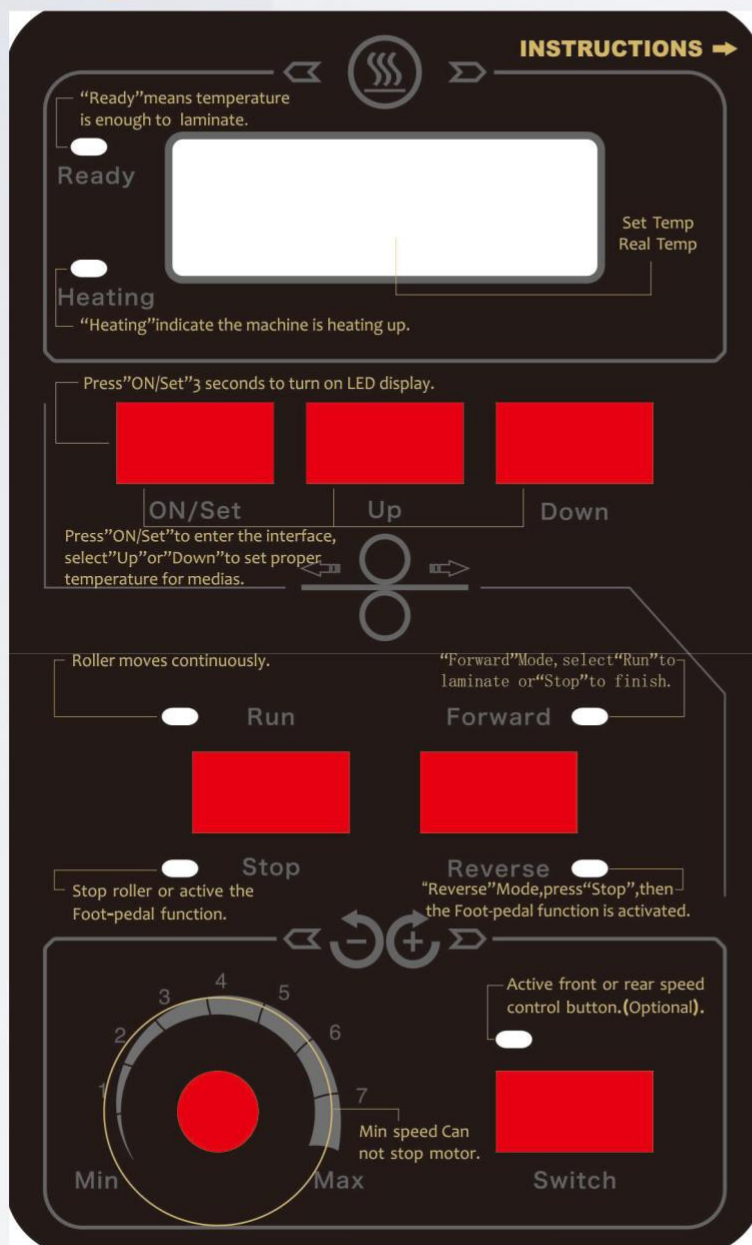 INSTRUCTIONS
“Ready”means temperature
is enough to laminate.
Ready
Set Temp
Real Temp
Heating
“Heating”indicate the machine is heating up.
Press”ON/Set”3 seconds to turn on LED display.
ON/Set
Up
Down
Press”ON/Set”to enter the interface,
select”Up”or”Down”to set proper
temperature for medias.
Roller moves continuously.
“Forward”Mode, select“Run”to
laminate or“Stop”to finish.
Run
Forward
Stop
Reverse
Stop roller or active the
Foot-pedal function.
“Reverse”Mode,press“Stop”,then
the Foot-pedal function is activated.
Active front or rear speed
control button.(Optional).
1
2
3
4
5
6
7
Min speed Can
not stop motor.
Min
Max
Switch